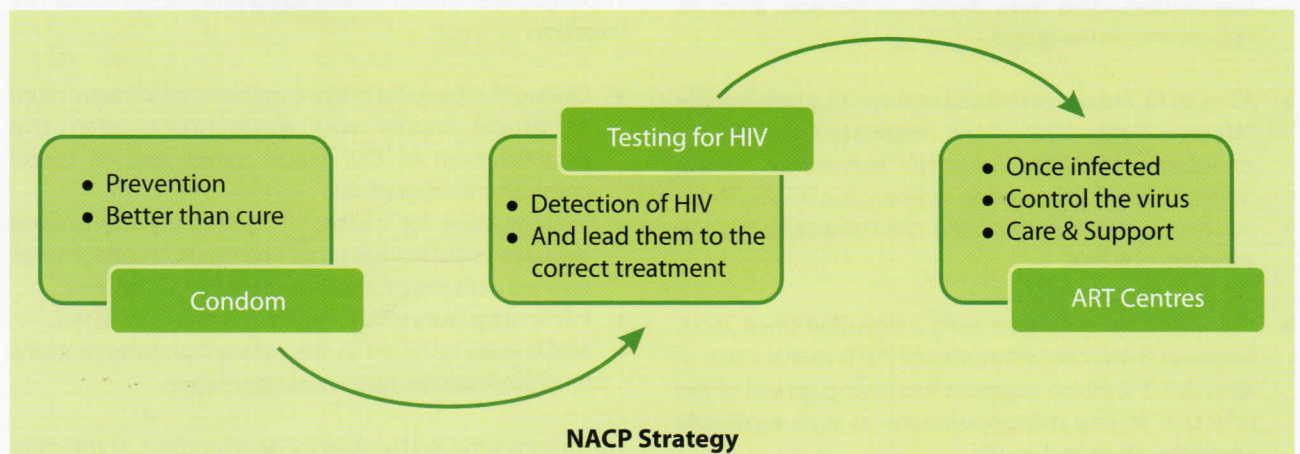 ● Prevention
● Better than cure
Condom
Testing for HIV
● Detection of HIV
● And lead them to the
correct treatment
● Once infected
● Control the virus
● Care & Support
ART Centres
NACP Strategy